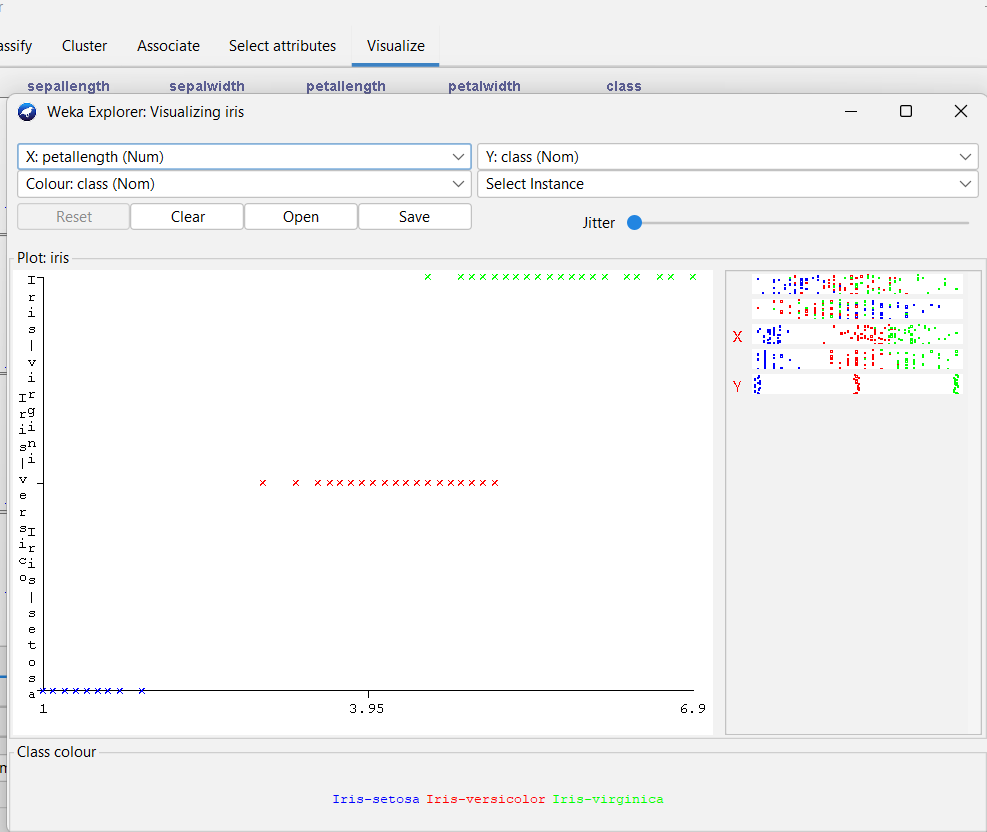 assify Cluster Associate Select attributes Visualize
sepallength sepalwidth petallength petalwidth class
Weka Explorer: Visualizing iris
X: petallength (Num) Y: class (Nom)
Colour: class (Nom) Select Instance
Reset Clear Open Save Jitter
Plot: iris
Iris-virgini
Iris-versico
Iris-setosa
X
Y
1 3.95 6.9
Class colour
Iris-setosa Iris-versicolor Iris-virginica